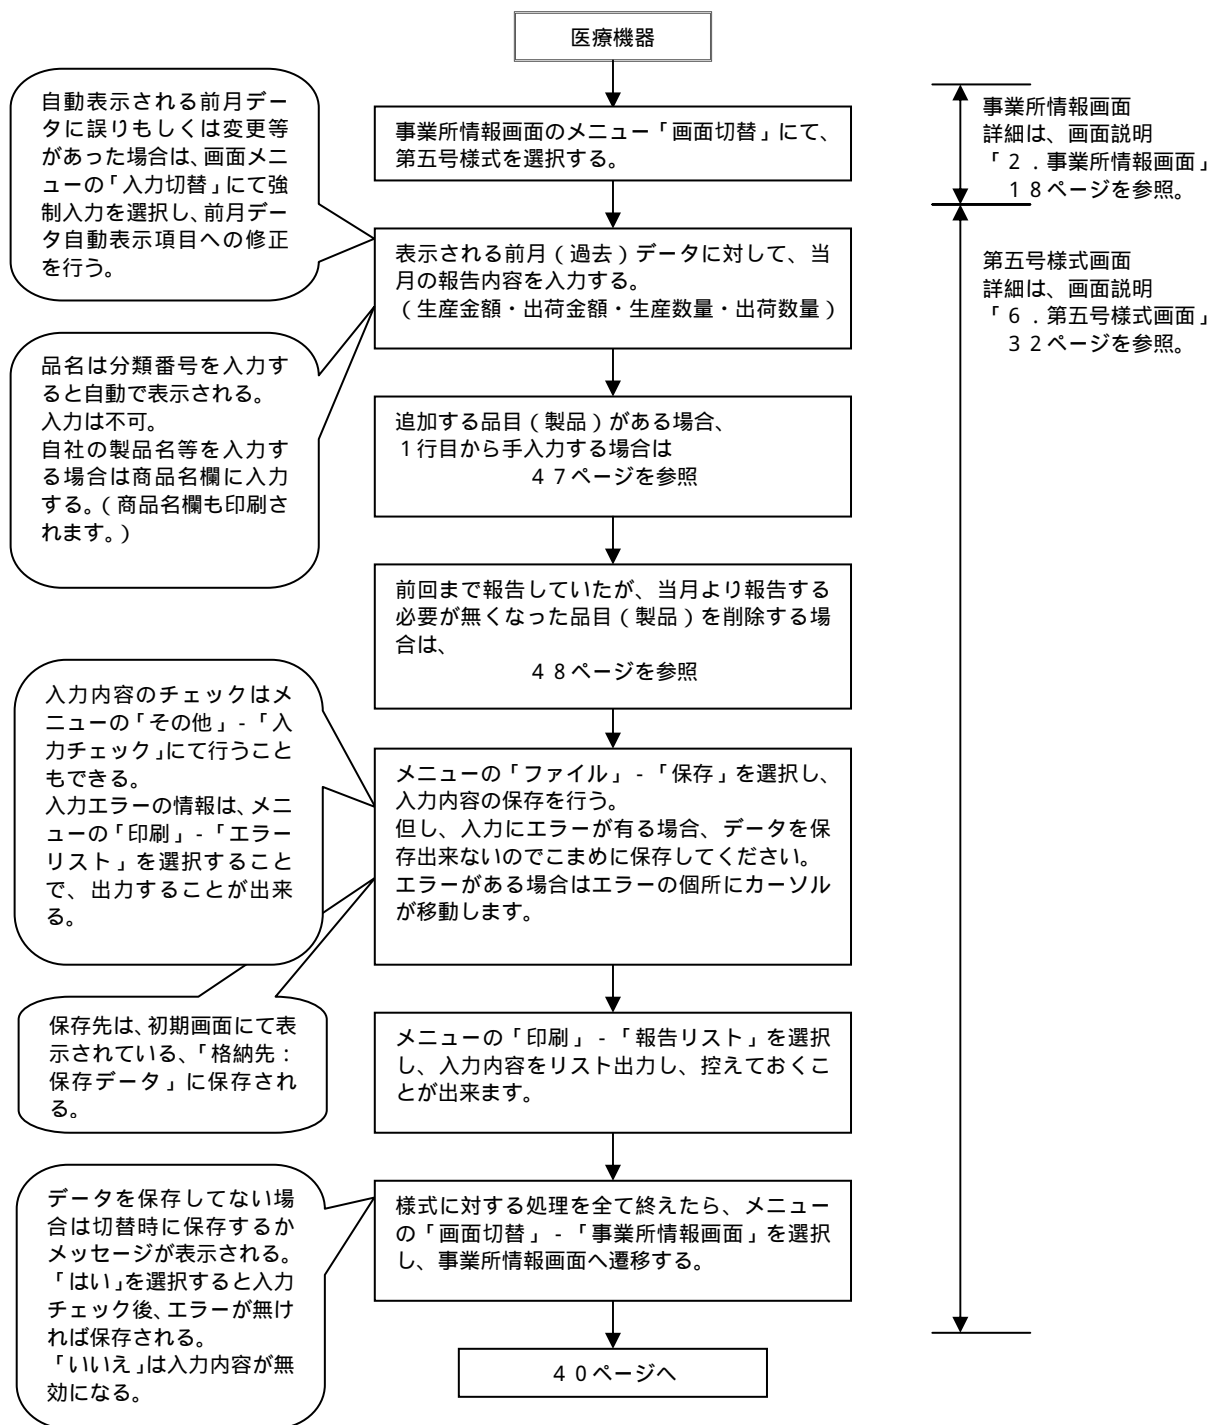 医療機器
自動表示される前月デー
タに誤りもしくは変更等
があった場合は、画面メニ
ューの「入力切替」にて強
制入力を選択し、前月デー
タ自動表示項目への修正
を行う。
事業所情報画面のメニュー「画面切替」にて、
第五号様式を選択する。
事業所情報画面
詳細は、画面説明
「２．事業所情報画面」
１８ページを参照。
表示される前月（過去）データに対して、当
月の報告内容を入力する。
（生産金額・出荷金額・生産数量・出荷数量）
第五号様式画面
詳細は、画面説明
「６．第五号様式画面」
３２ページを参照。
品名は分類番号を入力す
ると自動で表示される。
入力は不可。
自社の製品名等を入力す
る場合は商品名欄に入力
する。（商品名欄も印刷さ
れます。）
追加する品目（製品）がある場合、
１行目から手入力する場合は
４７ページを参照
前回まで報告していたが、当月より報告する
必要が無くなった品目（製品）を削除する場
合は、
４８ページを参照
入力内容のチェックはメ
ニューの「その他」-「入
力チェック」にて行うこと
もできる。
入力エラーの情報は、メニ
ューの「印刷」-「エラー
リスト」を選択すること
で、出力することが出来
る。
メニューの「ファイル」-「保存」を選択し、
入力内容の保存を行う。
但し、入力にエラーが有る場合、データを保
存出来ないのでこまめに保存してください。
エラーがある場合はエラーの個所にカーソル
が移動します。
保存先は、初期画面にて表
示されている、「格納先：
保存データ」に保存され
る。
メニューの「印刷」-「報告リスト」を選択
し、入力内容をリスト出力し、控えておくこ
とが出来ます。
データを保存してない場
合は切替時に保存するか
メッセージが表示される。
「はい」を選択すると入力
チェック後、エラーが無け
れば保存される。
「いいえ」は入力内容が無
効になる。
様式に対する処理を全て終えたら、メニュー
の「画面切替」-「事業所情報画面」を選択
し、事業所情報画面へ遷移する。
４０ページへ